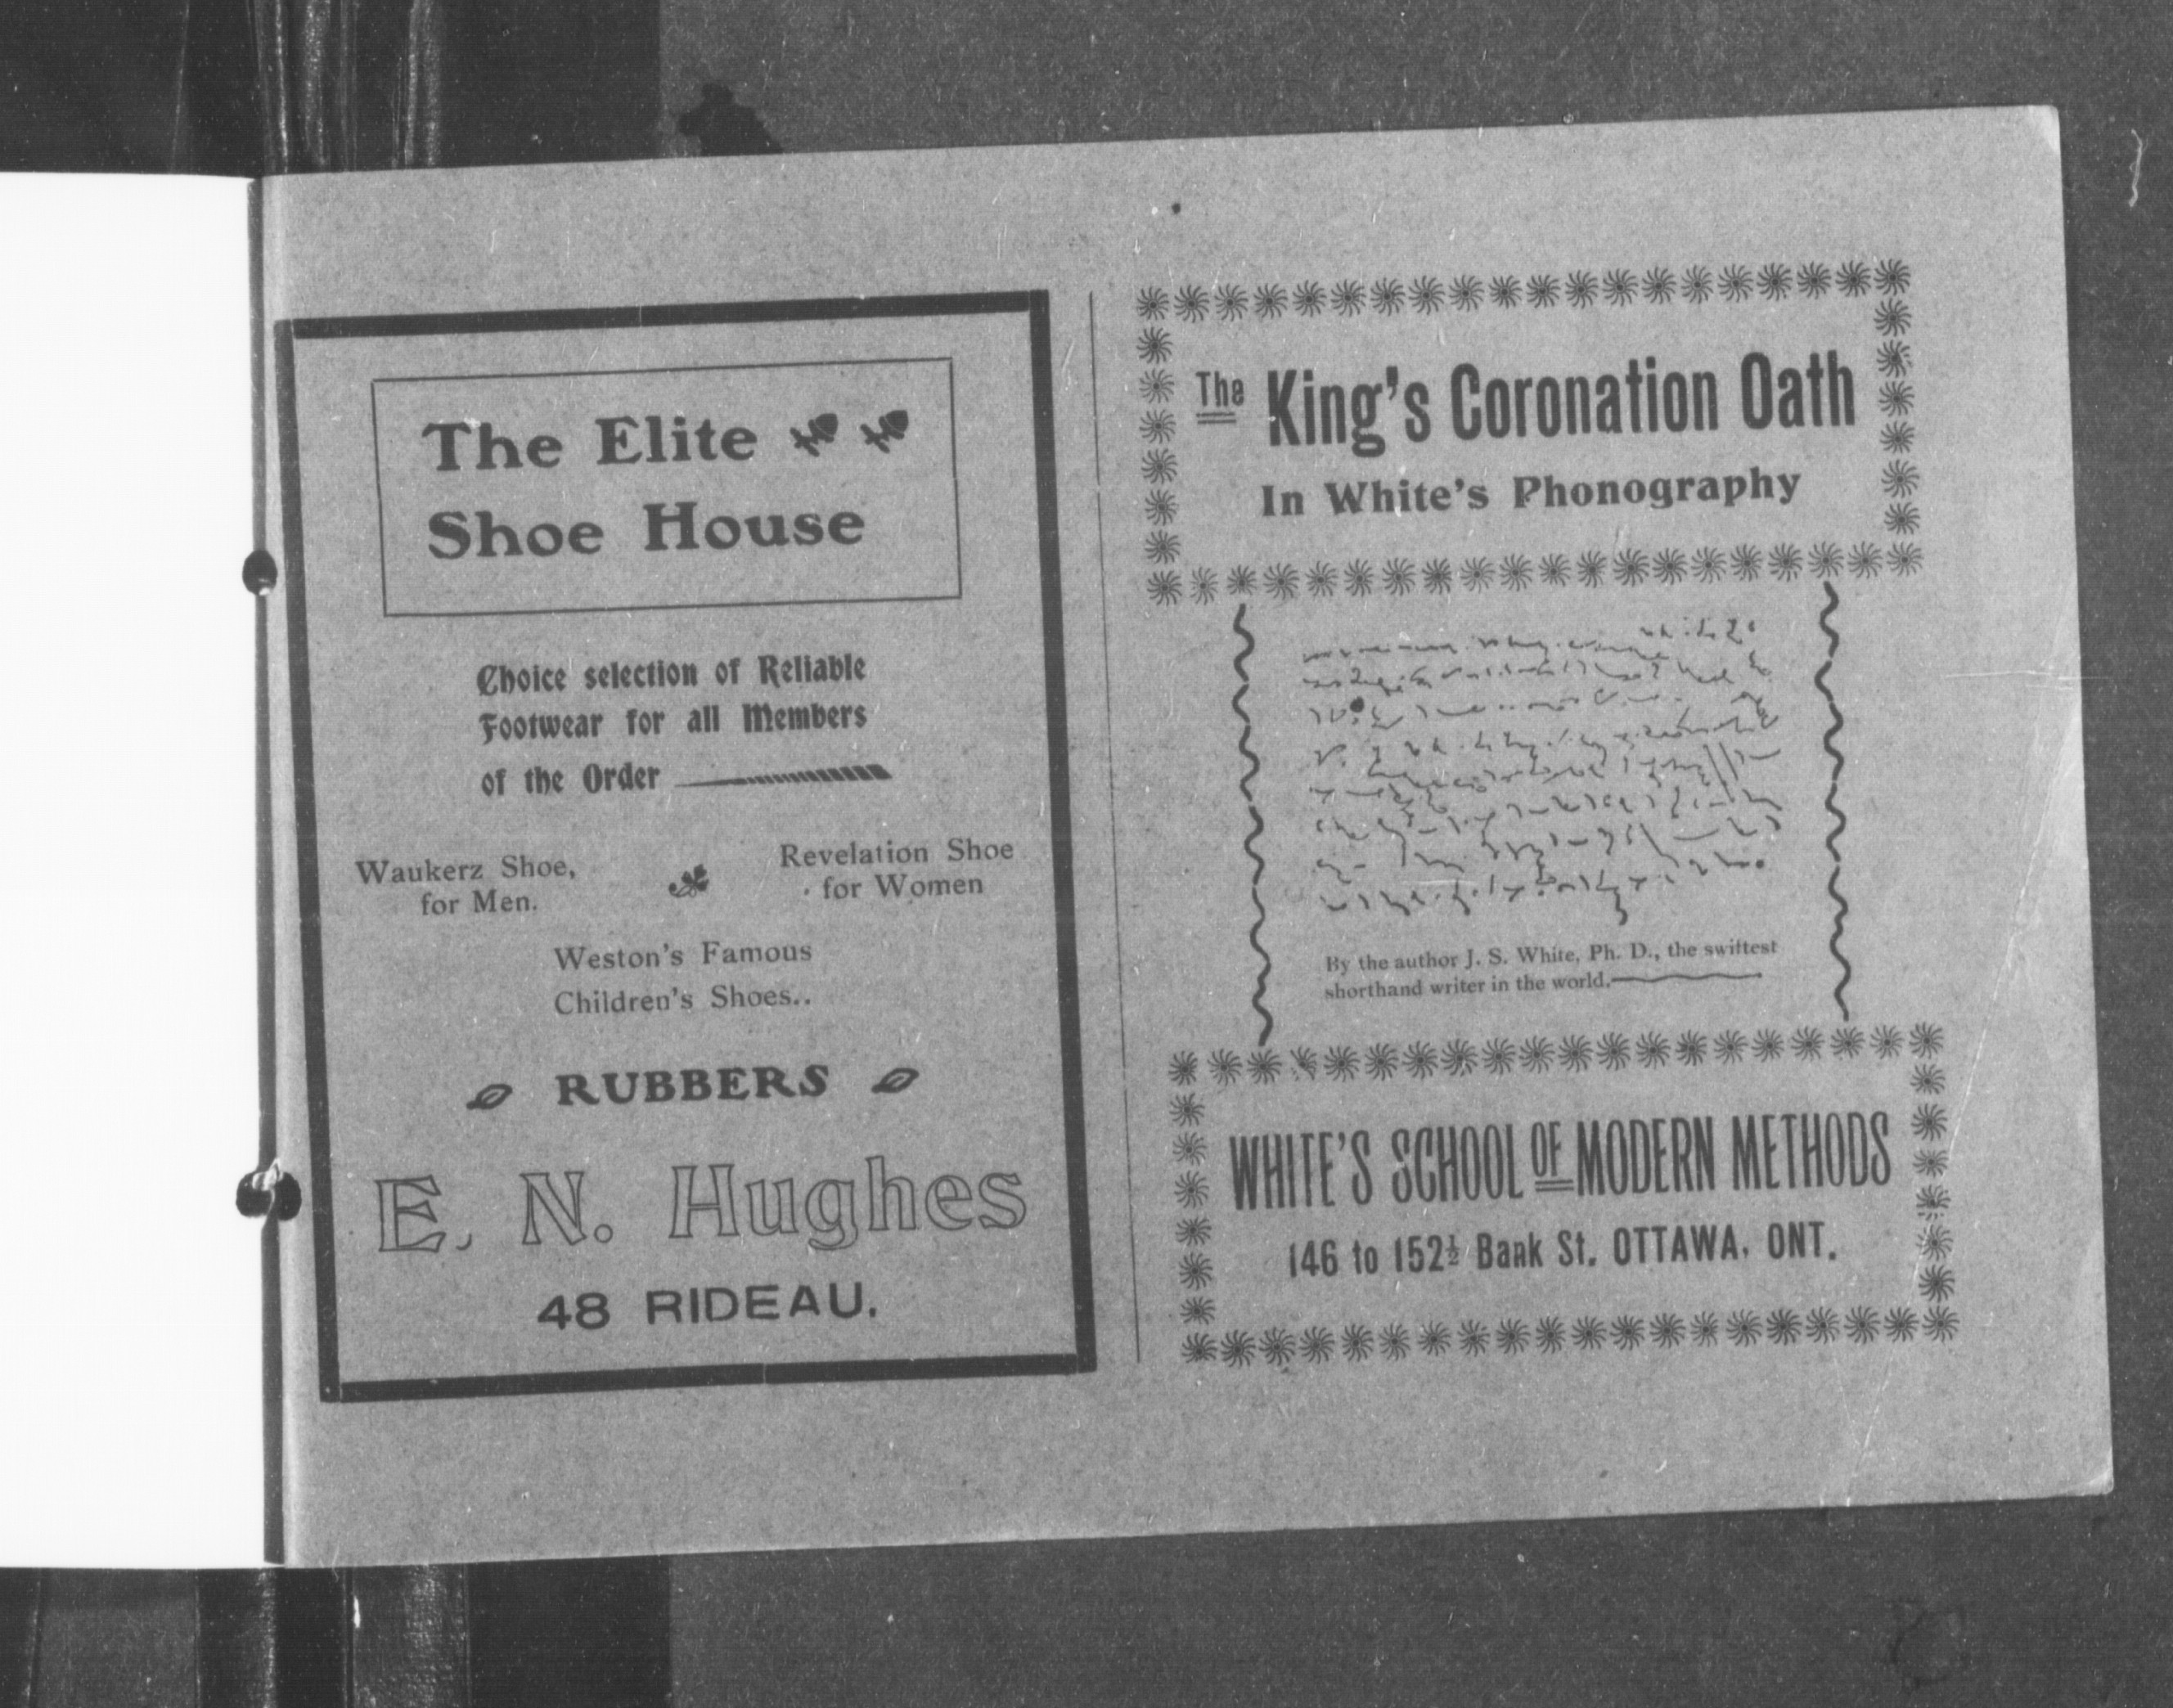 The Elite
Shoe House
Choice selection of Reliable
Footwear for all Members
of the Order
Waukerz Shoe,
for Men.
Revelation Shoe
for Women
Weston's Famous
Children's Shoes..
RUBBERS
E. N. Hughes
48 RIDEAU.
The King's Coronation Oath
In White's Phonography
By the author J. S. White, Ph. D., the swiftest
shorthand writer in the world.
WHITE'S SCHOOL OF MODERN METHODS
146 to 152½ Bank St. OTTAWA, ONT.